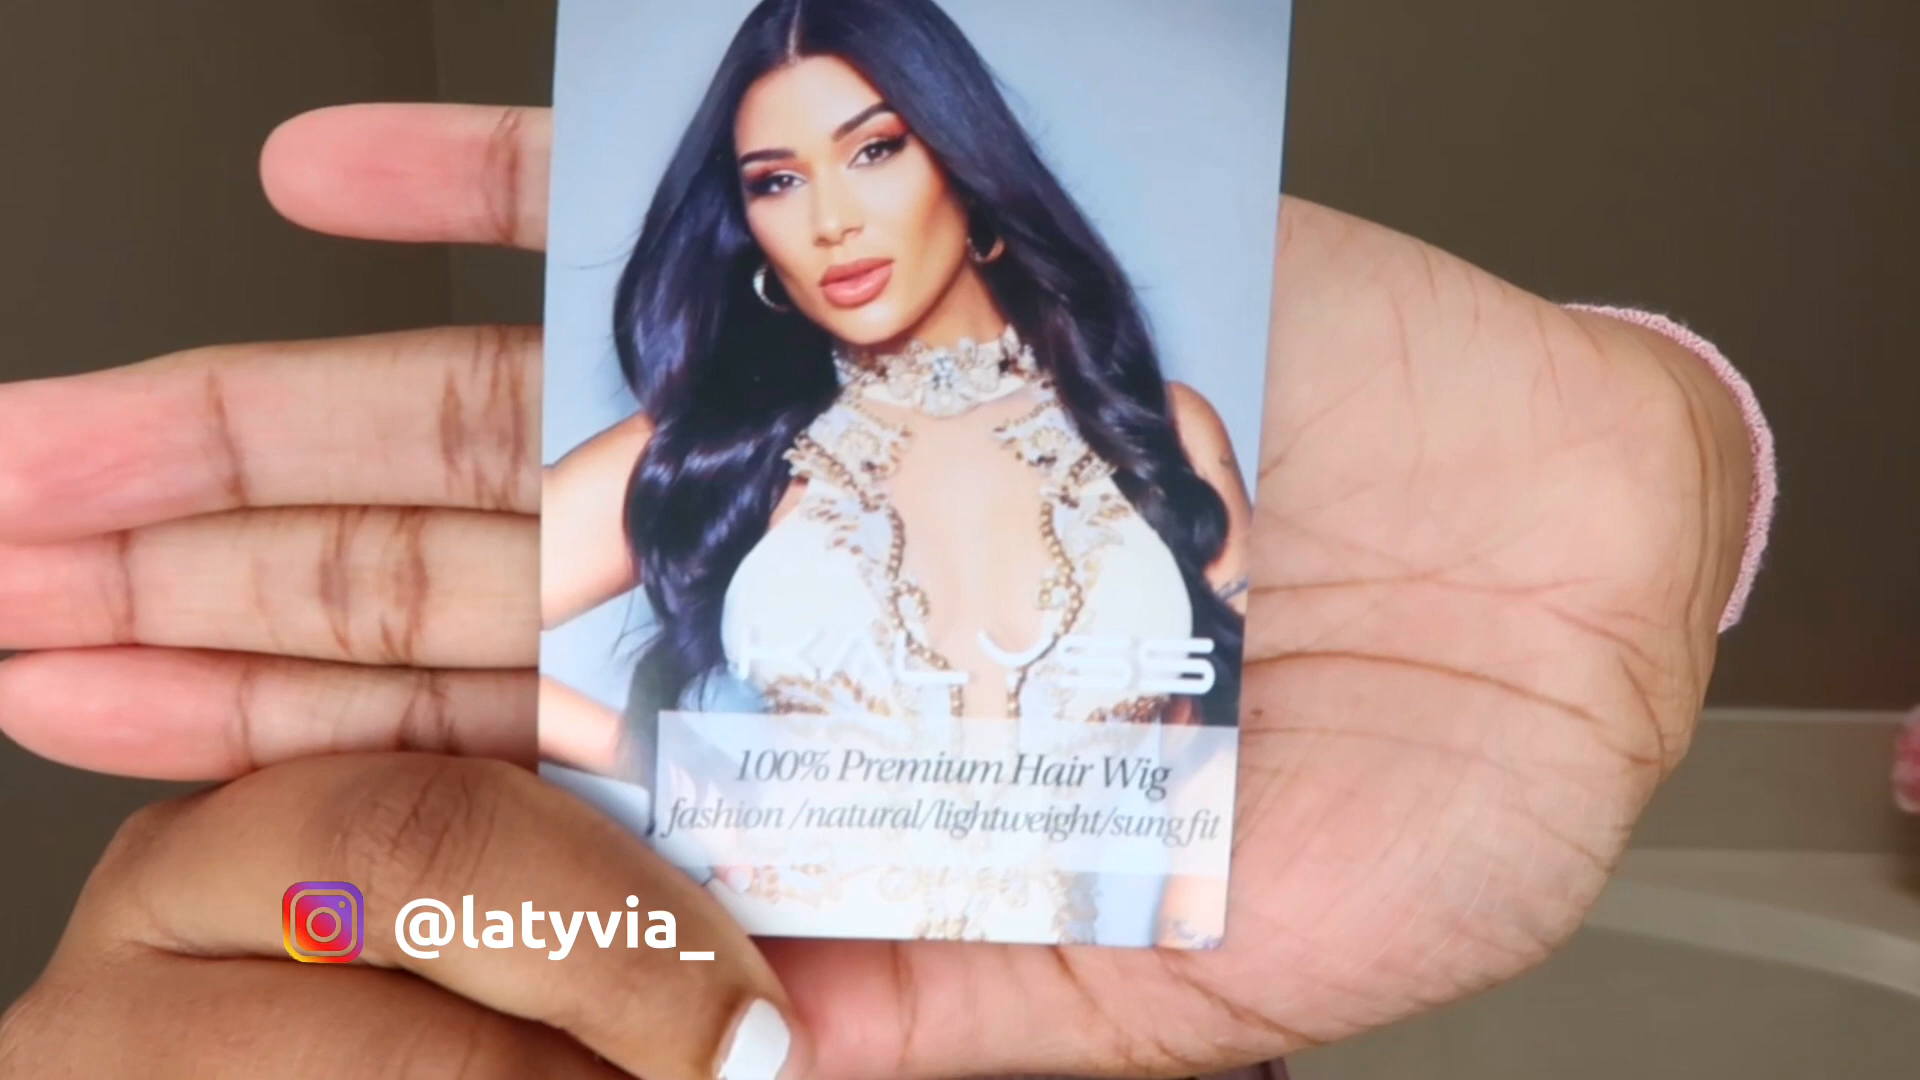 KALYSS
100% Premium Hair Wig
fashion /natural/lightweight/sung fit
@latyvia_